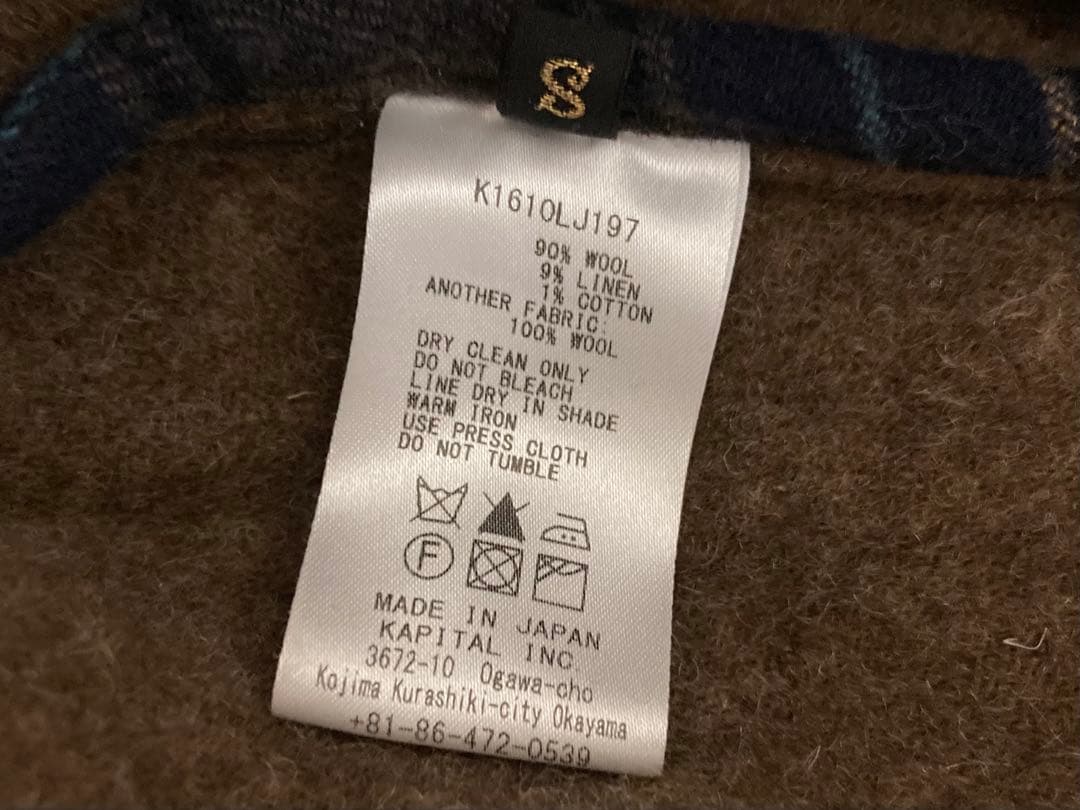 S
K1610LJ197
90% WOOL
9% LINEN
1% COTTON
ANOTHER FABRIC:
100% WOOL
DRY CLEAN ONLY
DO NOT BLEACH
LINE DRY IN SHADE
WARM IRON
USE PRESS CLOTH
DO NOT TUMBLE
F
MADE IN JAPAN
KAPITAL INC.
3672-10 Ogawa-cho
Kojima Kurashiki-city Okayama
+81-86-472-0539